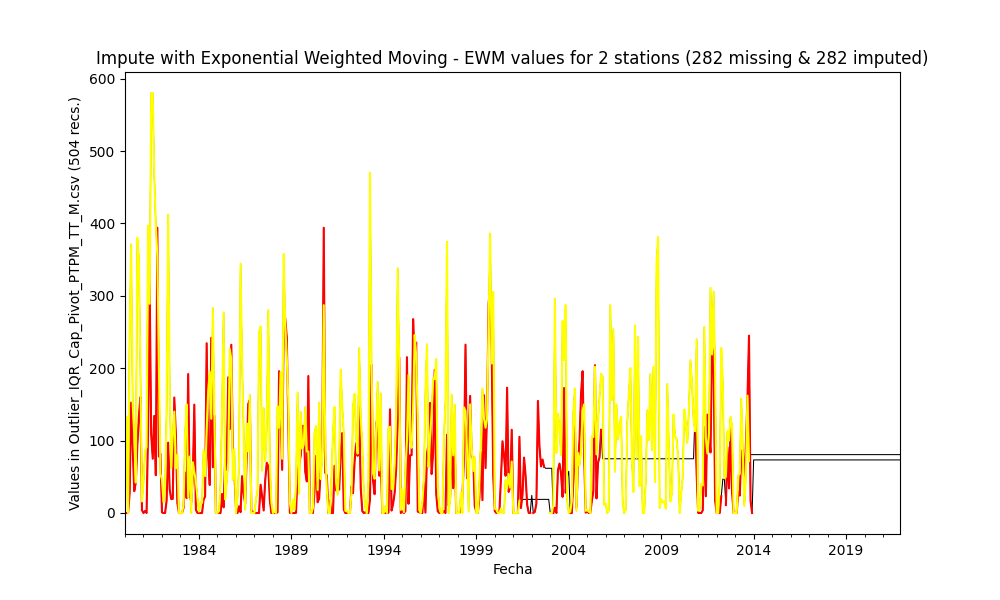 Impute with Exponential Weighted Moving - EWM values for 2 stations (282 missing & 282 imputed)
Values in Outlier_IQR_Cap_Pivot_PTPM_TT_M.csv (504 recs.)
600
500
400
300
200
100
0
1984 1989 1994 1999 2004 2009 2014 2019
Fecha